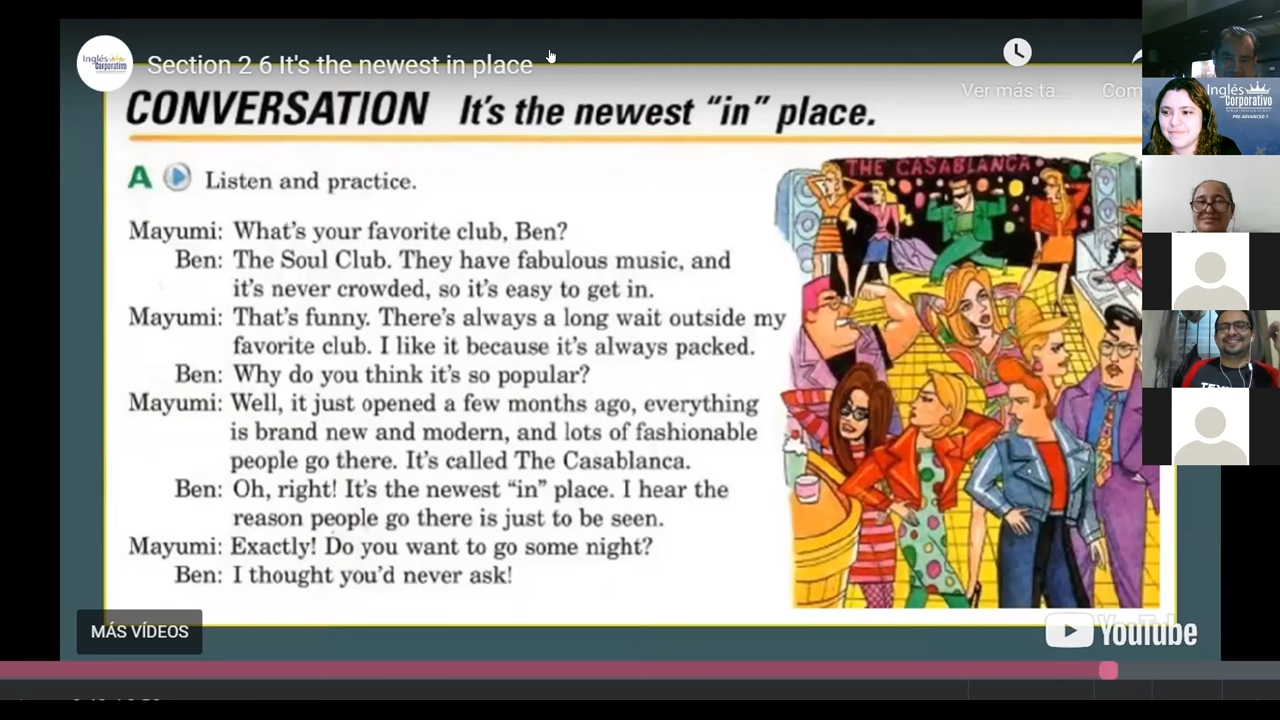 Inglés
Corporativo
Section 2 6 It's the newest in place
Ver más ta...
Com
CONVERSATION It's the newest "in" place.
THE CASABLANCA
A Listen and practice.
Mayumi: What's your favorite club, Ben?
Ben: The Soul Club. They have fabulous music, and
it's never crowded, so it's easy to get in.
Mayumi: That's funny. There's always a long wait outside my
favorite club. I like it because it's always packed.
Ben: Why do you think it's so popular?
Mayumi: Well, it just opened a few months ago, everything
is brand new and modern, and lots of fashionable
people go there. It's called The Casablanca.
Ben: Oh, right! It's the newest "in" place. I hear the
reason people go there is just to be seen.
Mayumi: Exactly! Do you want to go some night?
Ben: I thought you'd never ask!
MÁS VÍDEOS
YouTube
Inglés
Corporativo
PRE-ADVANCED I